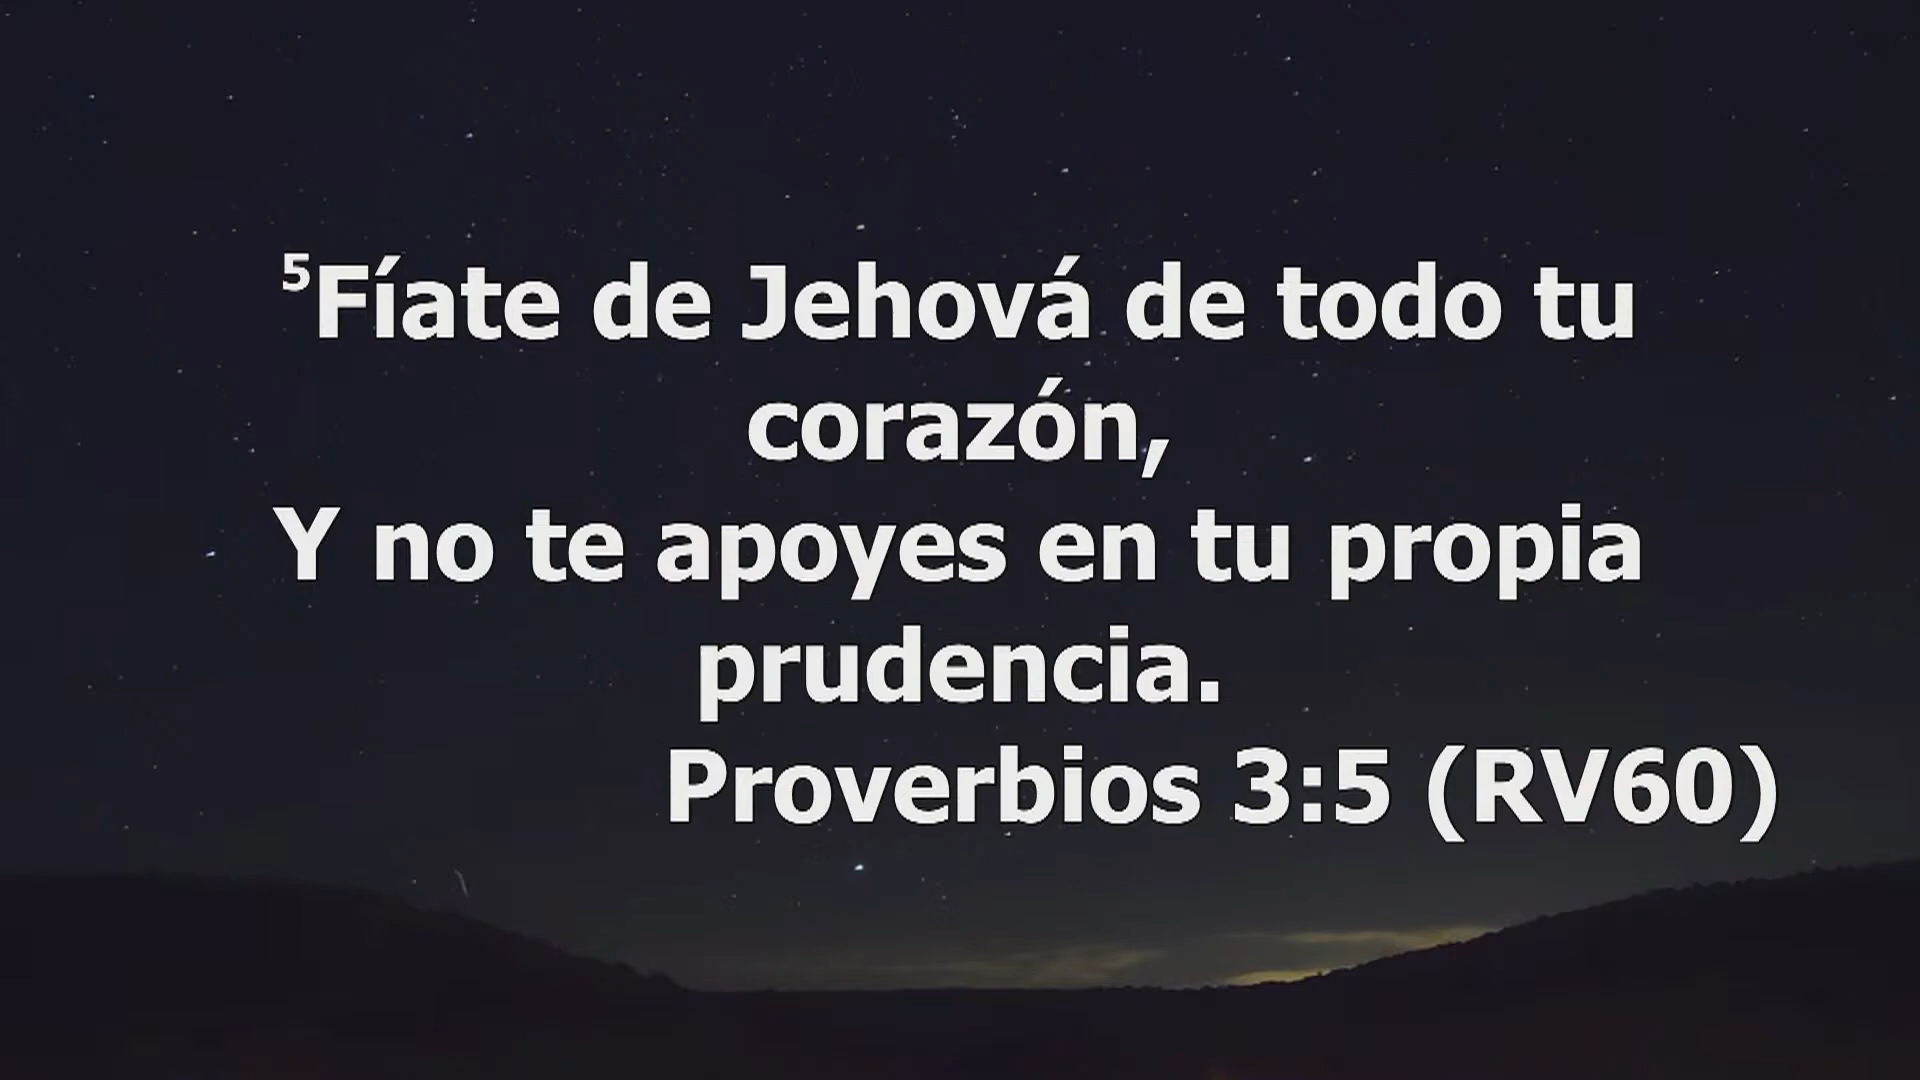 ⁵Fíate de Jehová de todo tu
corazón,
Y no te apoyes en tu propia
prudencia.
Proverbios 3:5 (RV60)